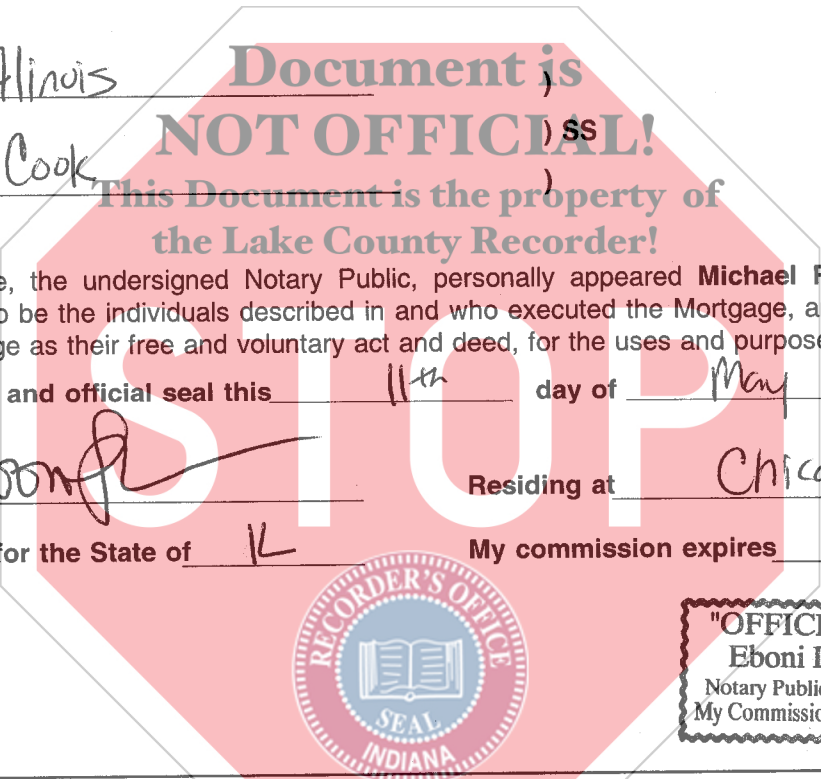 Document is
llinois )
NOT OFFICIAL!
) SS
Cook )
This Document is the property of
the Lake County Recorder!
e, the undersigned Notary Public, personally appeared Michael
o be the individuals described in and who executed the Mortgage, a
ge as their free and voluntary act and deed, for the uses and purpose
and official seal this 11th day of May
STOP
Residing at Chic
for the State of IL My commission expires
RECORDER'S OFFICE
SEAL
INDIANA
"OFFICI
Eboni
Notary Public
My Commissio